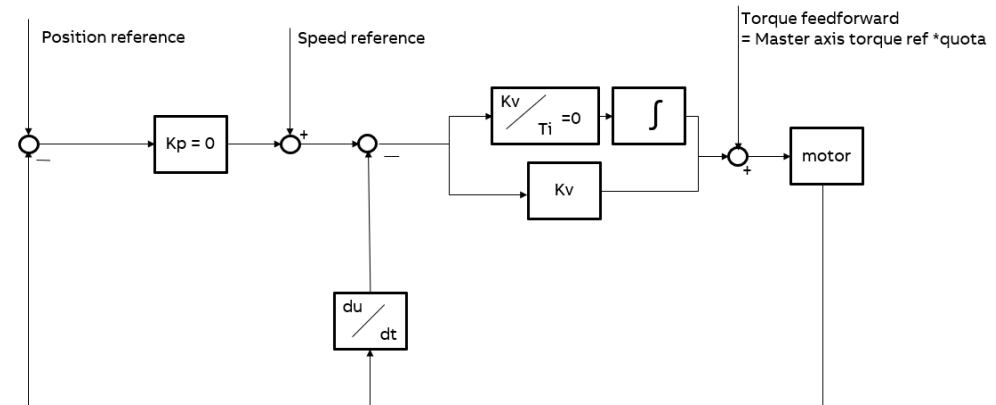 Position reference
Speed reference
Torque feedforward
= Master axis torque ref *quota
Kp = 0
+
—
—
Kv
Ti =0
∫
Kv
+
motor
du
dt